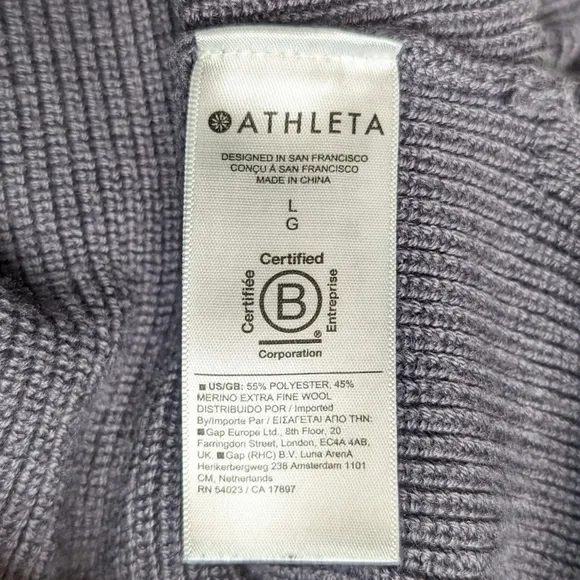 ATHLETA
DESIGNED IN SAN FRANCISCO
CONÇU À SAN FRANCISCO
MADE IN CHINA
L
G
Certified
Certifiée
B
Entreprise
®
Corporation
US/GB: 55% POLYESTER, 45%
MERINO EXTRA FINE WOOL
DISTRIBUIDO POR / Imported
By/Importe Par / ΕΙΣΑΓΕΤΑΙ ΑΠΟ ΤΗΝ:
Gap Europe Ltd., 8th Floor, 20
Farringdon Street, London, EC4A 4AB,
UK. Gap (RHC) B.V. Luna ArenA
Herikerbergweg 238 Amsterdam 1101
CM, Netherlands
RN 54023 / CA 17897